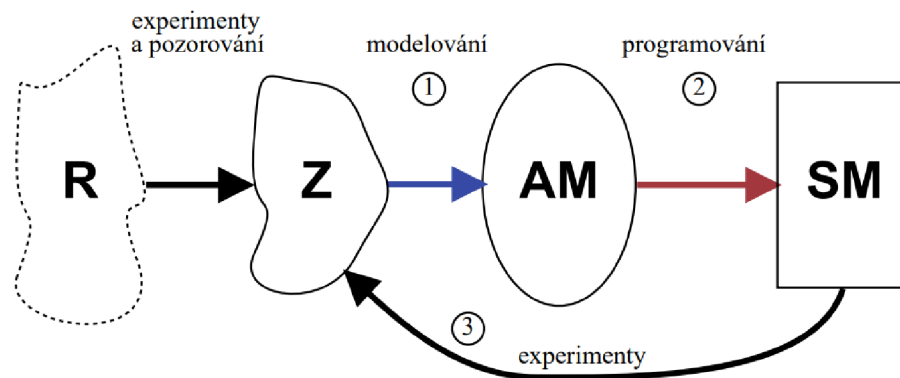 experimenty
a pozorování
modelování
programování
1
2
R
Z
AM
SM
3
experimenty